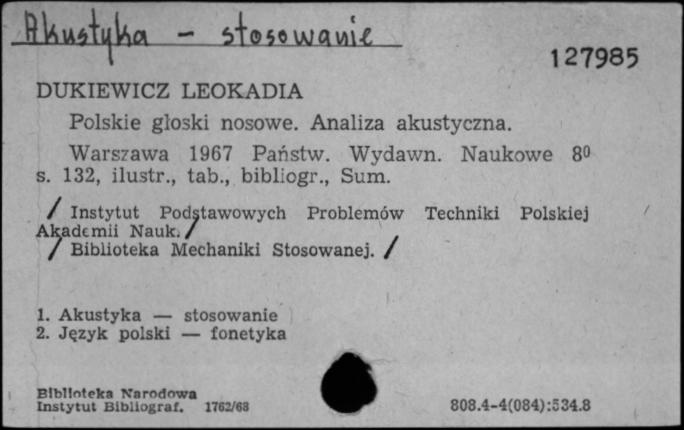 Akustyka - stosowanie
127985
DUKIEWICZ LEOKADIA
Polskie głoski nosowe. Analiza akustyczna.
Warszawa 1967 Państw. Wydawn. Naukowe 8º
s. 132, ilustr., tab., bibliogr., Sum.
/ Instytut Podstawowych Problemów Techniki Polskiej
Akademii Nauk. /
/ Biblioteka Mechaniki Stosowanej. /
1. Akustyka — stosowanie
2. Język polski — fonetyka
Biblioteka Narodowa
Instytut Bibliograf. 1762/68
808.4-4(084):534.8